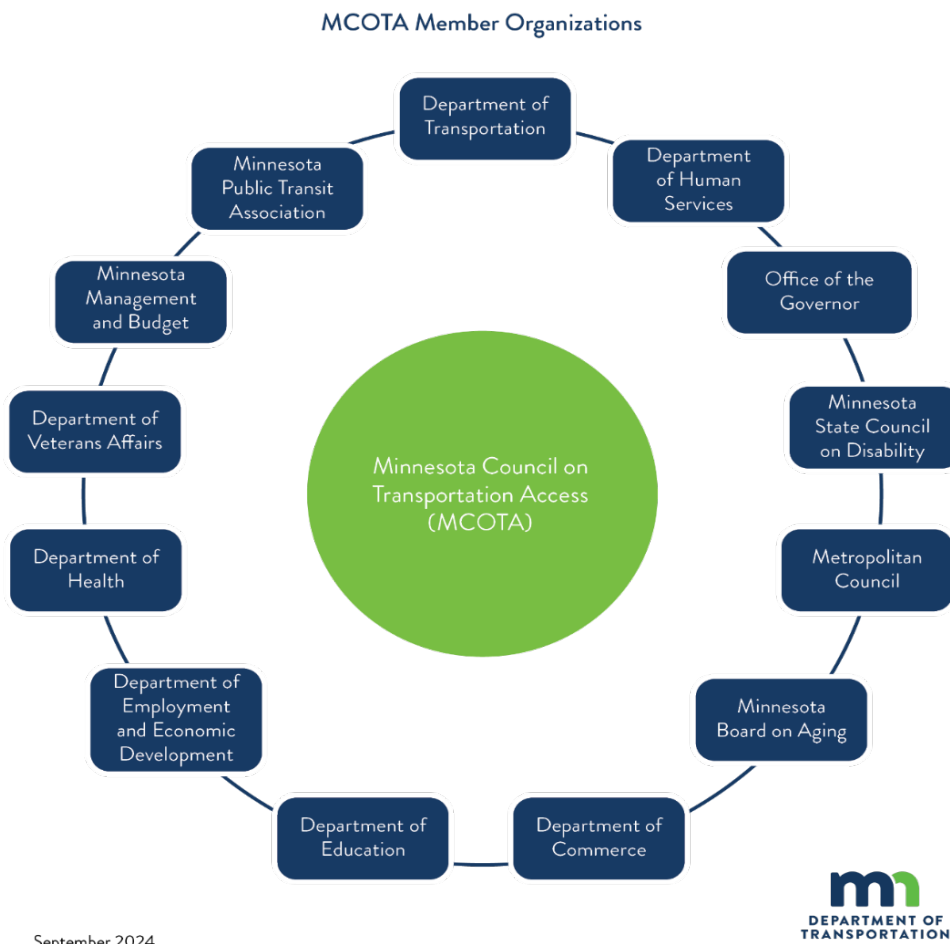 MCOTA Member Organizations
Department of
Transportation
Department
of Human
Services
Office of the
Governor
Minnesota
State Council
on Disability
Metropolitan
Council
Minnesota
Board on Aging
Department of
Commerce
Department of
Education
Department of
Employment
and Economic
Development
Department of
Health
Department of
Veterans Affairs
Minnesota
Management
and Budget
Minnesota
Public Transit
Association
Minnesota Council on
Transportation Access
(MCOTA)
September 2024
mn
DEPARTMENT OF
TRANSPORTATION